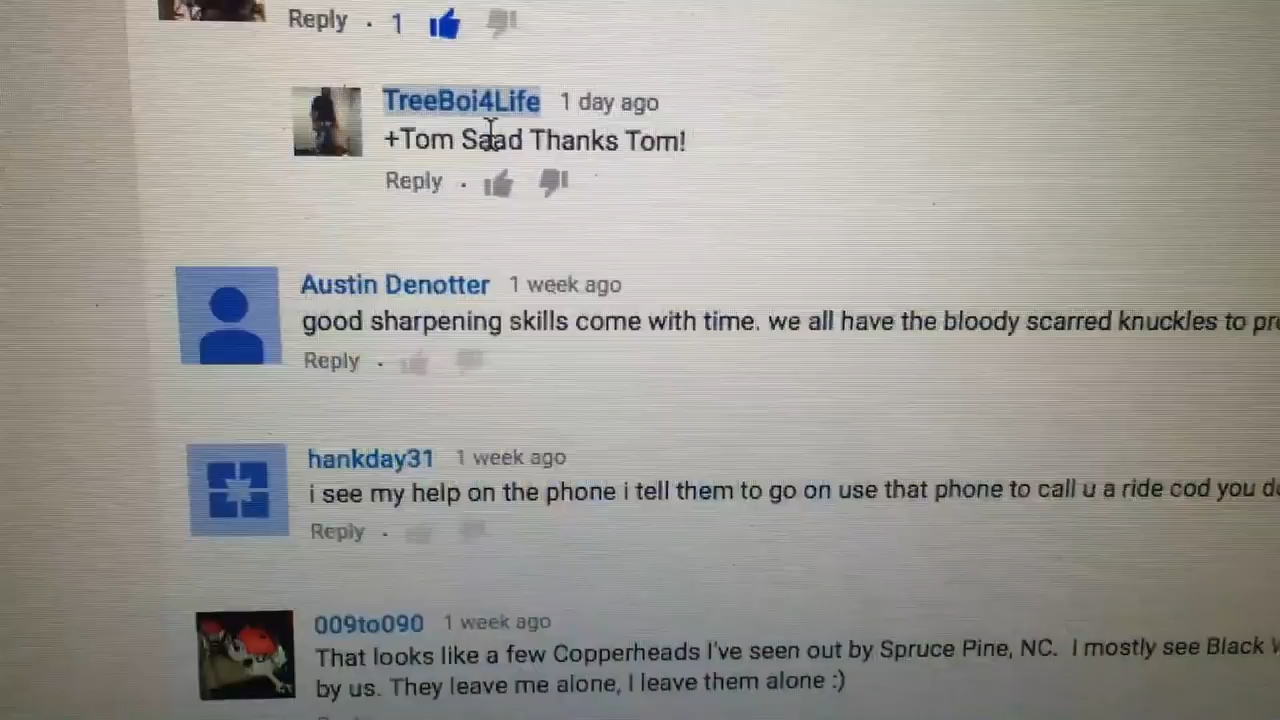 Reply . 1
TreeBoi4Life 1 day ago
+Tom Saad Thanks Tom!
Reply .
Austin Denotter 1 week ago
good sharpening skills come with time. we all have the bloody scarred knuckles to
Reply .
hankday31 1 week ago
i see my help on the phone i tell them to go on use that phone to call u a ride cod you
Reply .
009to090 1 week ago
That looks like a few Copperheads I've seen out by Spruce Pine, NC. I mostly see Black
by us. They leave me alone, I leave them alone :)